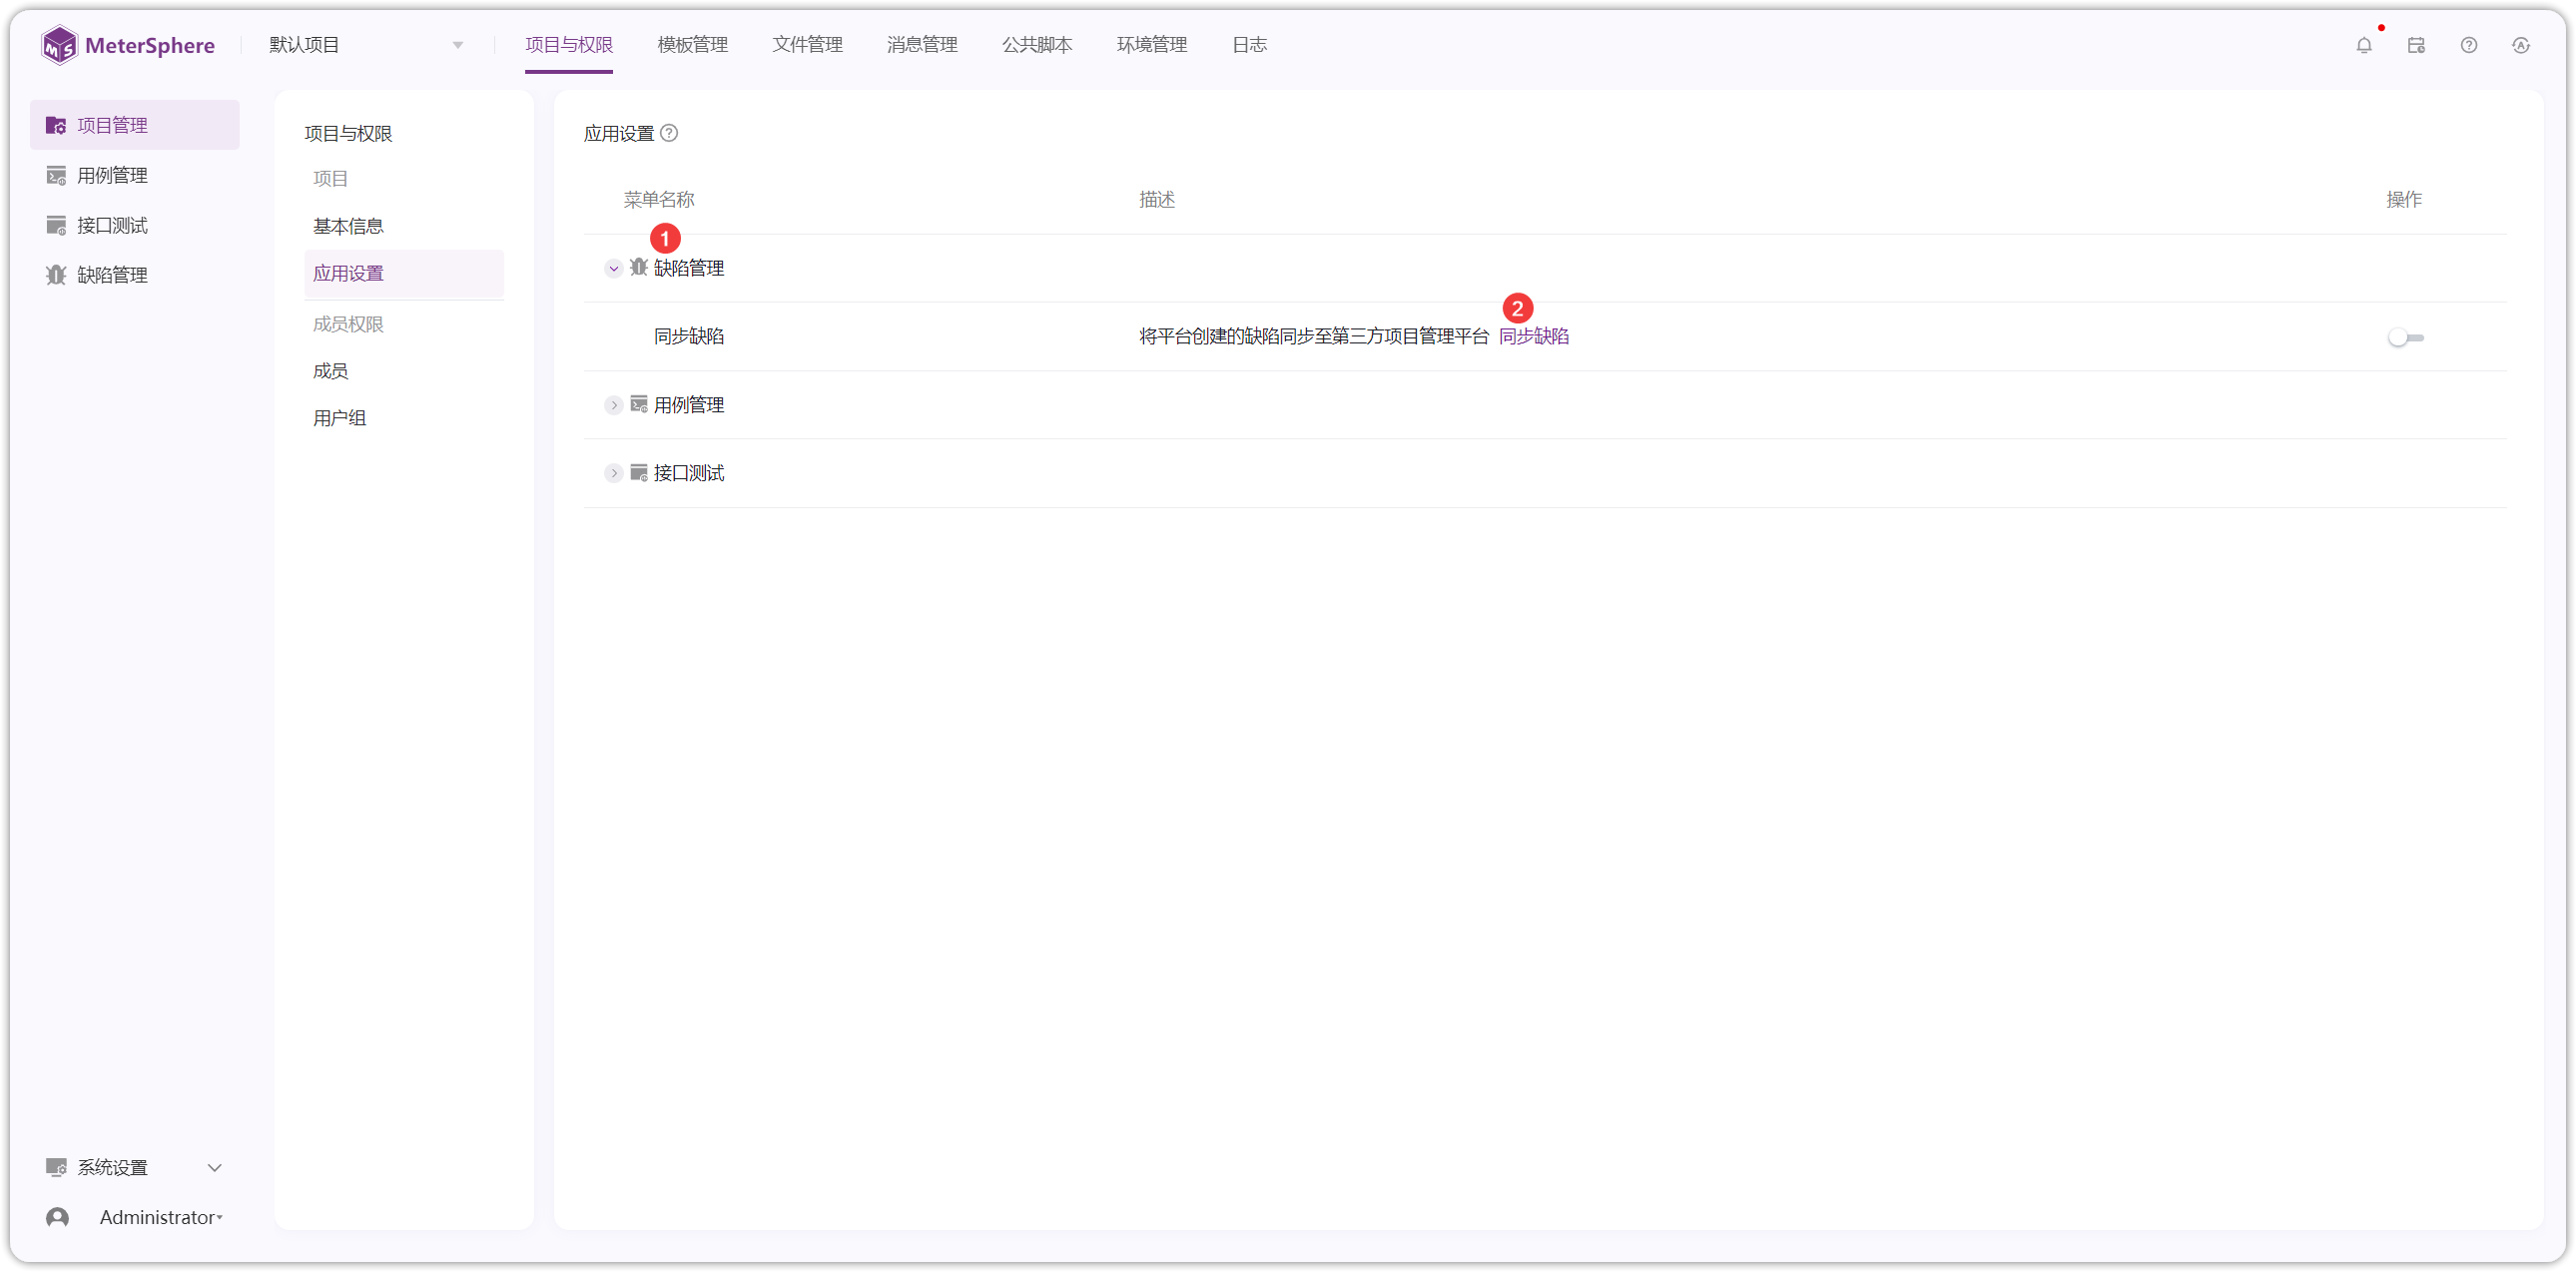 MeterSphere 默认项目 项目与权限 模板管理 文件管理 消息管理 公共脚本 环境管理 日志
项目管理
用例管理
接口测试
缺陷管理
系统设置
Administrator
项目与权限
项目
基本信息
应用设置
成员权限
成员
用户组
应用设置
菜单名称 描述 操作
1
缺陷管理
2
同步缺陷 将平台创建的缺陷同步至第三方项目管理平台 同步缺陷
用例管理
接口测试